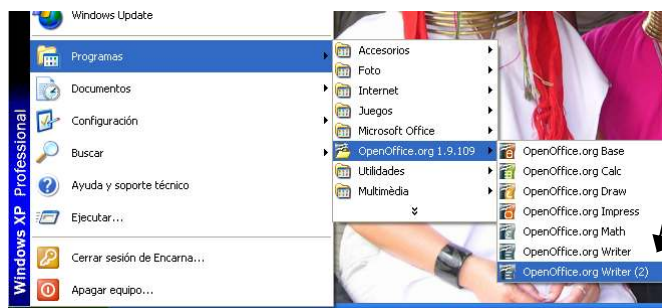 Windows Update
Programas
Documentos
Configuración
Buscar
Ayuda y soporte técnico
Ejecutar...
Cerrar sesión de Encarna...
Apagar equipo...
Windows XP Professional
Accesorios
Foto
Internet
Juegos
Microsoft Office
OpenOffice.org 1.9.109
Utilidades
Multimèdia
OpenOffice.org Base
OpenOffice.org Calc
OpenOffice.org Draw
OpenOffice.org Impress
OpenOffice.org Math
OpenOffice.org Writer
OpenOffice.org Writer (2)